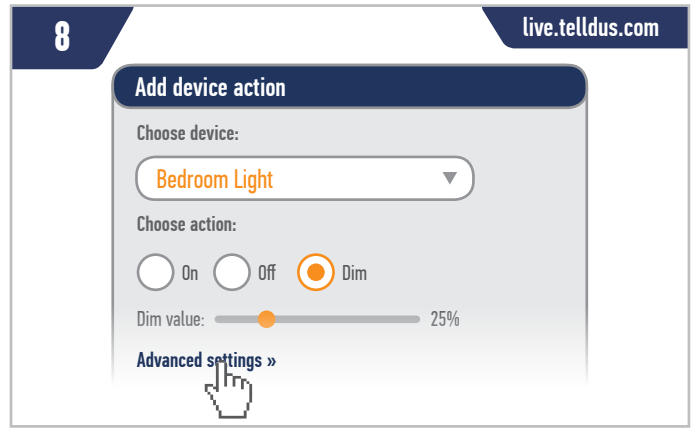 8
live.telldus.com
Add device action
Choose device:
Bedroom Light
Choose action:
On Off Dim
Dim value: 25%
Advanced settings »